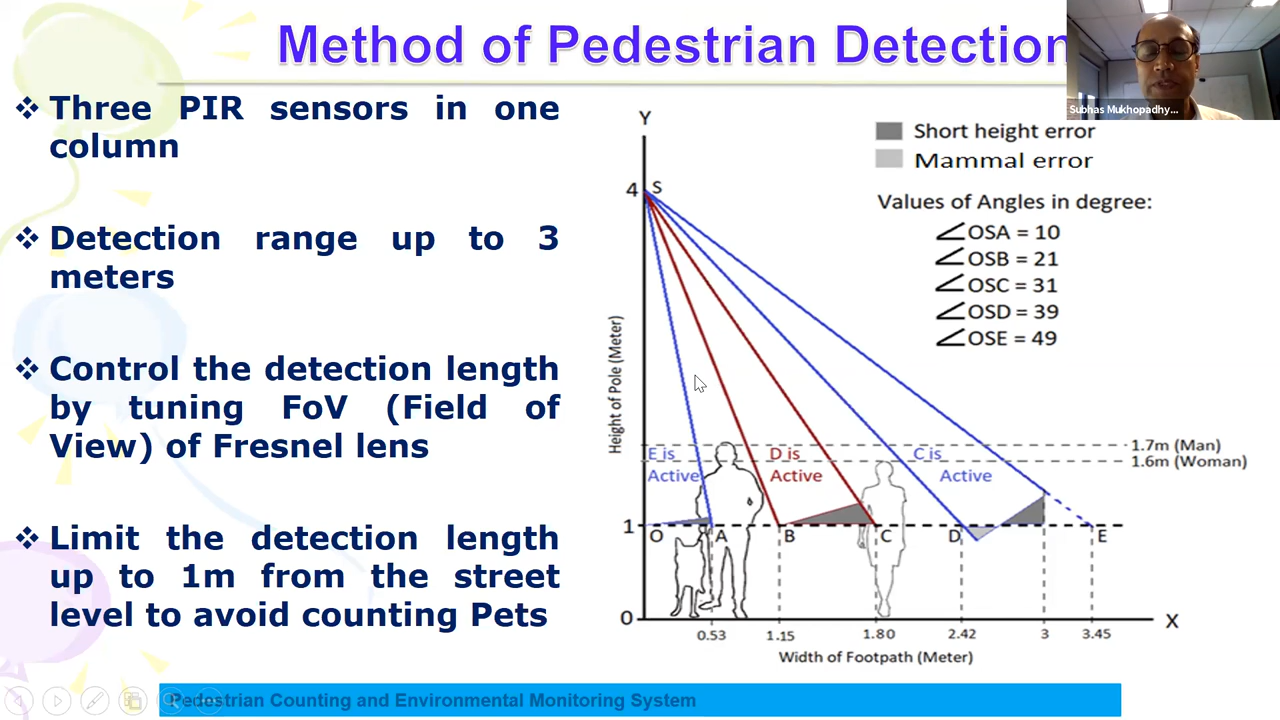 Method of Pedestrian Detection
Subhas Mukhopadhy...
❖ Three PIR sensors in one
column
❖ Detection range up to 3
meters
❖ Control the detection length
by tuning FoV (Field of
View) of Fresnel lens
❖ Limit the detection length
up to 1m from the street
level to avoid counting Pets
Y
Short height error
Mammal error
4 S
Values of Angles in degree:
∠OSA = 10
∠OSB = 21
∠OSC = 31
∠OSD = 39
∠OSE = 49
Height of Pole (Meter)
1.7m (Man)
1.6m (Woman)
E is
Active
D is
Active
C is
Active
1 O A B C D E
0 X
0.53 1.15 1.80 2.42 3 3.45
Width of Footpath (Meter)
Pedestrian Counting and Environmental Monitoring System